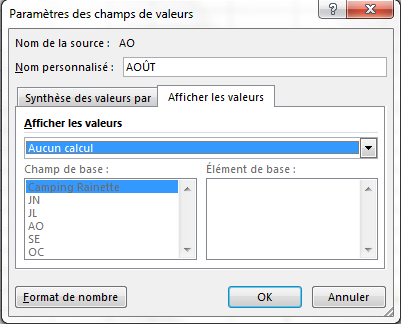 Paramètres des champs de valeurs
Nom de la source : AO
Nom personnalisé : AOÛT
Synthèse des valeurs par Afficher les valeurs
Afficher les valeurs
Aucun calcul
Champ de base : Élément de base :
Camping Rainette
JN
JL
AO
SE
OC
Format de nombre OK Annuler